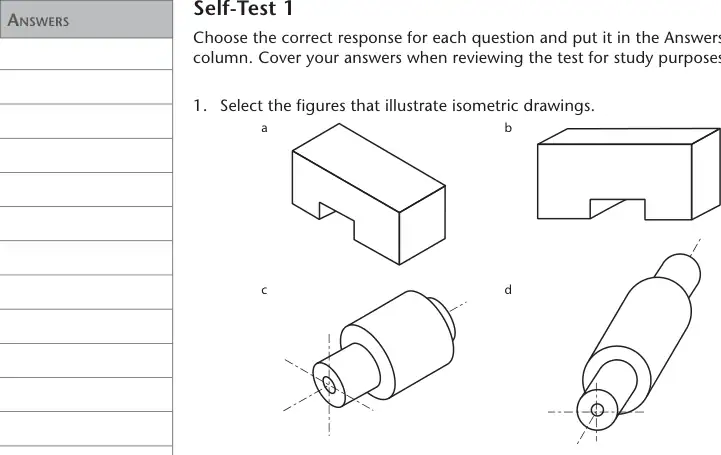 ANSWERS
Self-Test 1
Choose the correct response for each question and put it in the Answers
column. Cover your answers when reviewing the test for study purposes
1. Select the figures that illustrate isometric drawings.
a
b
c
d